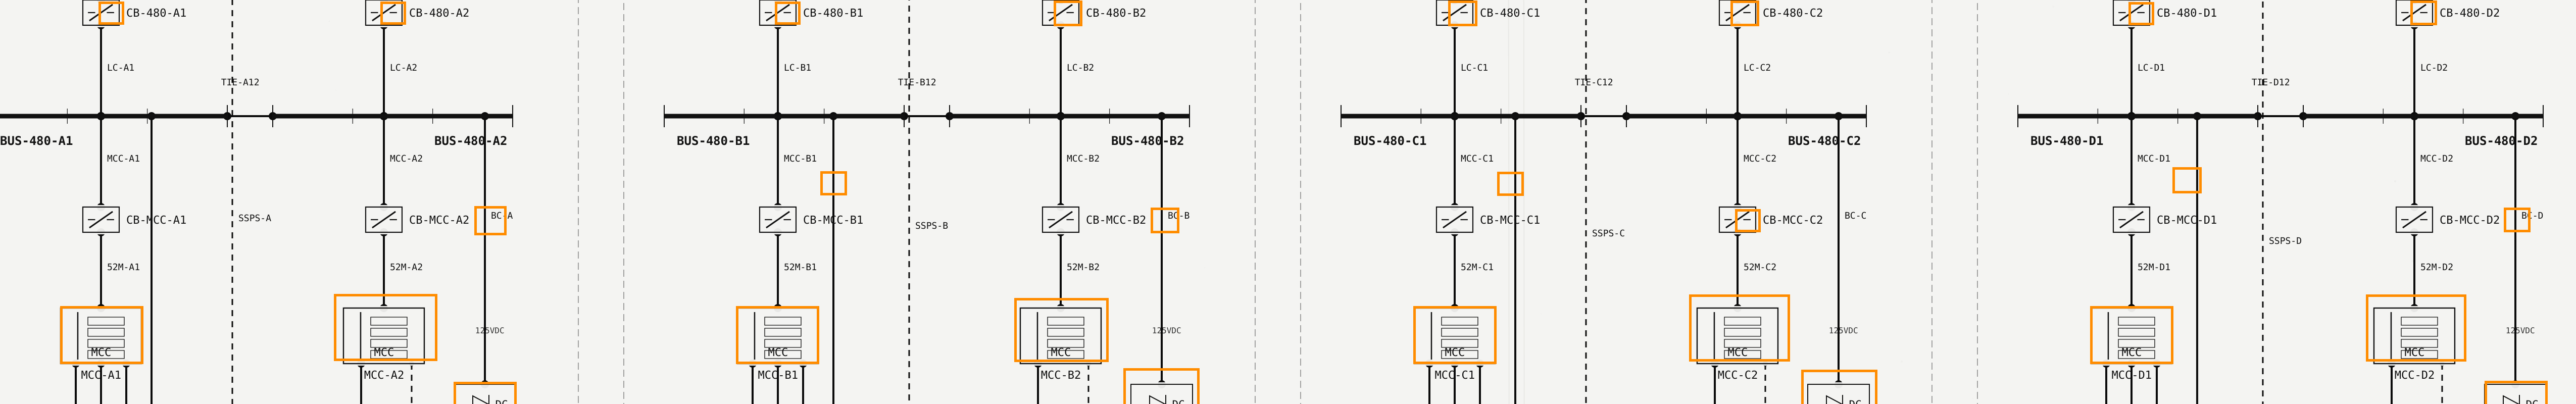 CB-480-A1 CB-480-A2 CB-480-B1 CB-480-B2 CB-480-C1 CB-480-C2 CB-480-D1 CB-480-D2
LC-A1 LC-A2 LC-B1 LC-B2 LC-C1 LC-C2 LC-D1 LC-D2
TIE-A12 TIE-B12 TIE-C12 TIE-D12
BUS-480-A1 BUS-480-A2 BUS-480-B1 BUS-480-B2 BUS-480-C1 BUS-480-C2 BUS-480-D1 BUS-480-D2
MCC-A1 MCC-A2 MCC-B1 MCC-B2 MCC-C1 MCC-C2 MCC-D1 MCC-D2
BC-A BC-B BC-C BC-D
CB-MCC-A1 SSPS-A CB-MCC-A2 CB-MCC-B1 SSPS-B CB-MCC-B2 CB-MCC-C1 SSPS-C CB-MCC-C2 CB-MCC-D1 SSPS-D CB-MCC-D2
52M-A1 52M-A2 52M-B1 52M-B2 52M-C1 52M-C2 52M-D1 52M-D2
125VDC 125VDC 125VDC 125VDC
MCC MCC MCC MCC MCC MCC MCC MCC
MCC-A1 MCC-A2 MCC-B1 MCC-B2 MCC-C1 MCC-C2 MCC-D1 MCC-D2
DC DC DC DC